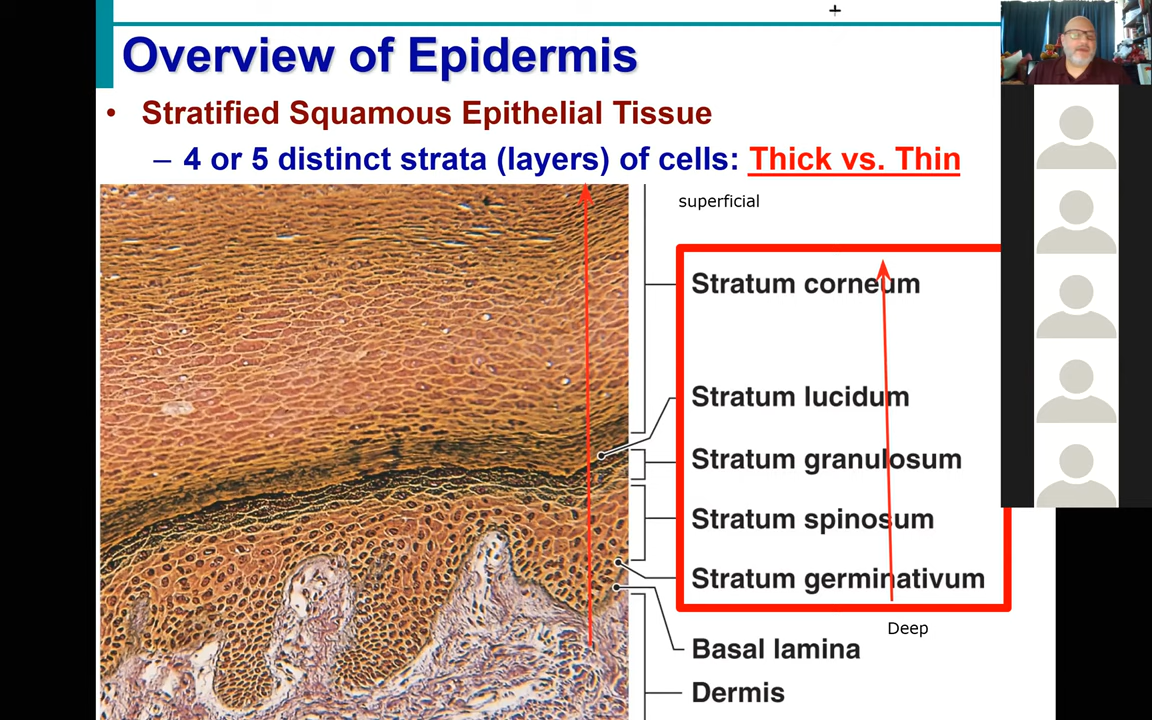 Overview of Epidermis
• Stratified Squamous Epithelial Tissue
– 4 or 5 distinct strata (layers) of cells: Thick vs. Thin
superficial
Stratum corneum
Stratum lucidum
Stratum granulosum
Stratum spinosum
Stratum germinativum
Deep
Basal lamina
Dermis